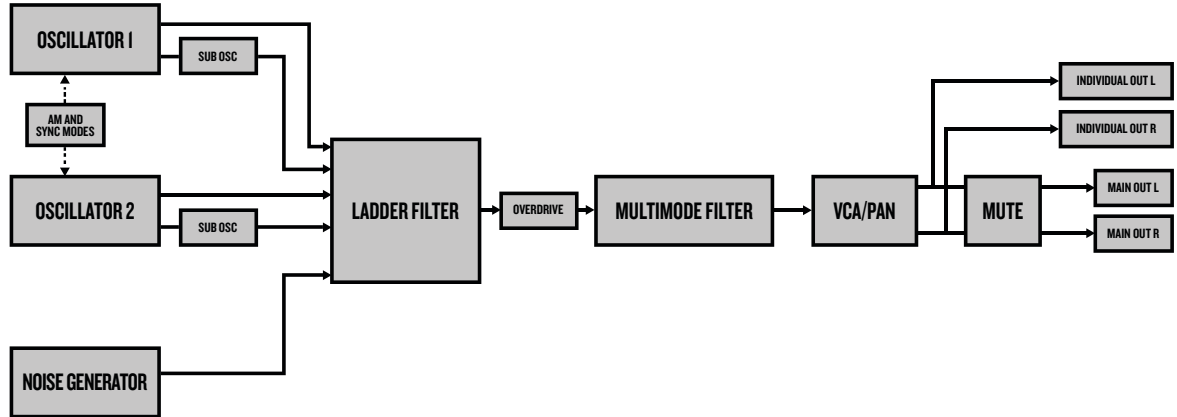 OSCILLATOR 1
SUB OSC
AM AND
SYNC MODES
OSCILLATOR 2
SUB OSC
NOISE GENERATOR
LADDER FILTER
OVERDRIVE
MULTIMODE FILTER
VCA/PAN
MUTE
INDIVIDUAL OUT L
INDIVIDUAL OUT R
MAIN OUT L
MAIN OUT R